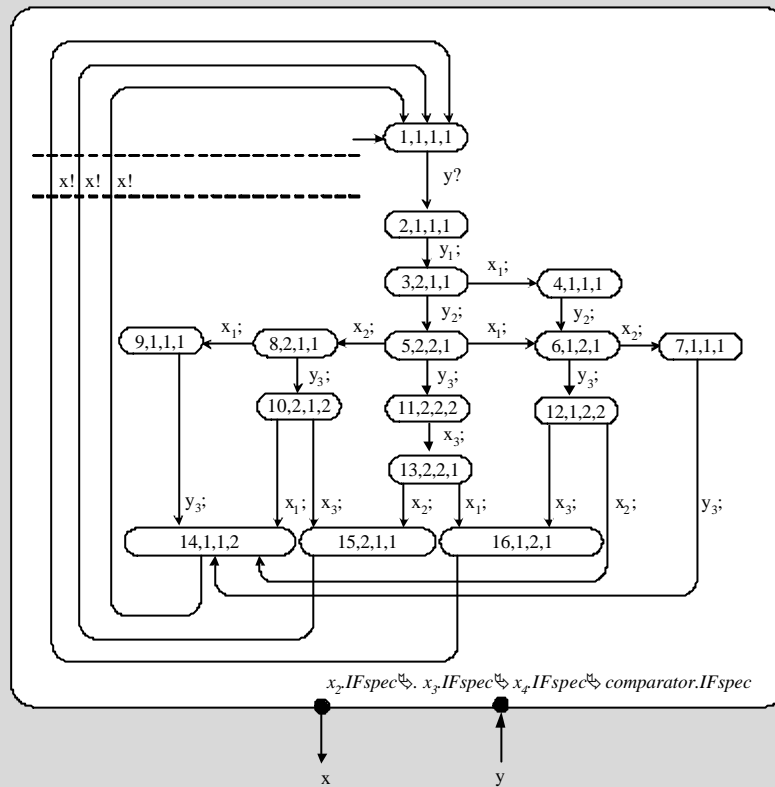 1,1,1,1
x! x! x!
y?
2,1,1,1
y₁;
3,2,1,1 x₁; 4,1,1,1
y₂; y₂;
9,1,1,1 x₁; 8,2,1,1 x₂; 5,2,2,1 x₁; 6,1,2,1 x₂; 7,1,1,1
y₃; y₃; y₃;
10,2,1,2 11,2,2,2 12,1,2,2
x₃;
13,2,2,1
y₃; x₁; x₃; x₂; x₁; x₃; x₂; y₃;
14,1,1,2 15,2,1,1 16,1,2,1
x₂.IFspec⇘. x₃.IFspec⇘ x₄.IFspec⇘ comparator.IFspec
x y